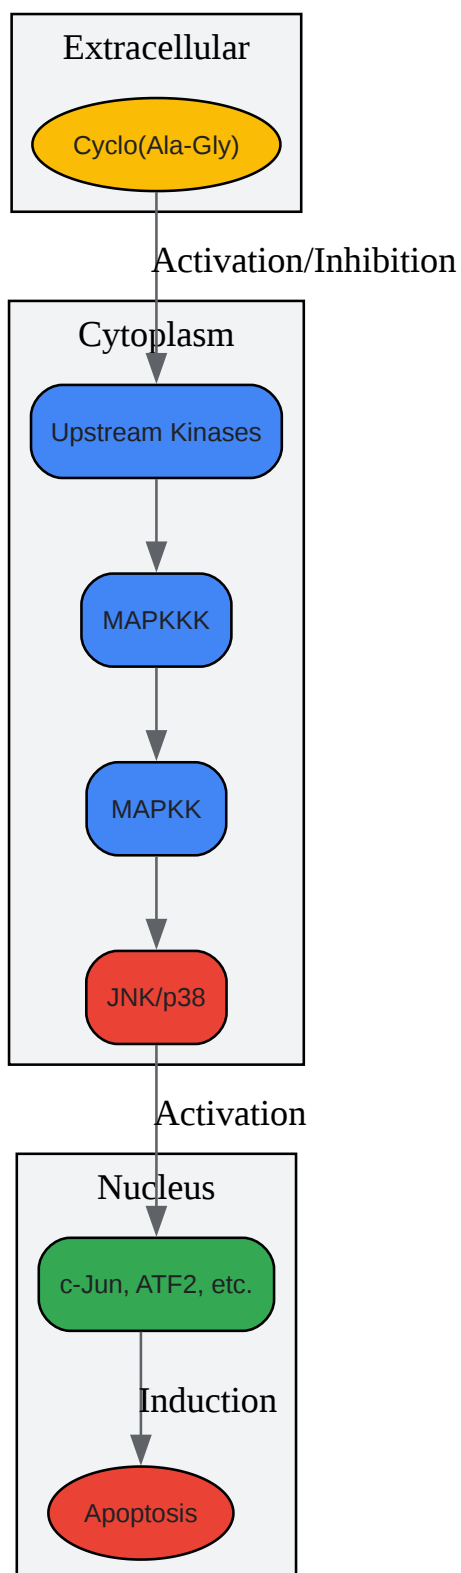 Extracellular
Cyclo(Ala-Gly)
Activation/Inhibition
Cytoplasm
Upstream Kinases
MAPKKK
MAPKK
JNK/p38
Activation
Nucleus
c-Jun, ATF2, etc.
Induction
Apoptosis